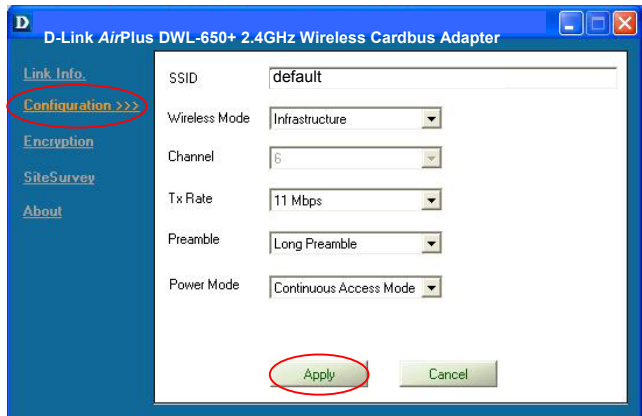 D
D-Link AirPlus DWL-650+ 2.4GHz Wireless Cardbus Adapter
Link Info.
Configuration >>>
Encryption
SiteSurvey
About
SSID default
Wireless Mode Infrastructure
Channel 6
Tx Rate 11 Mbps
Preamble Long Preamble
Power Mode Continuous Access Mode
Apply Cancel